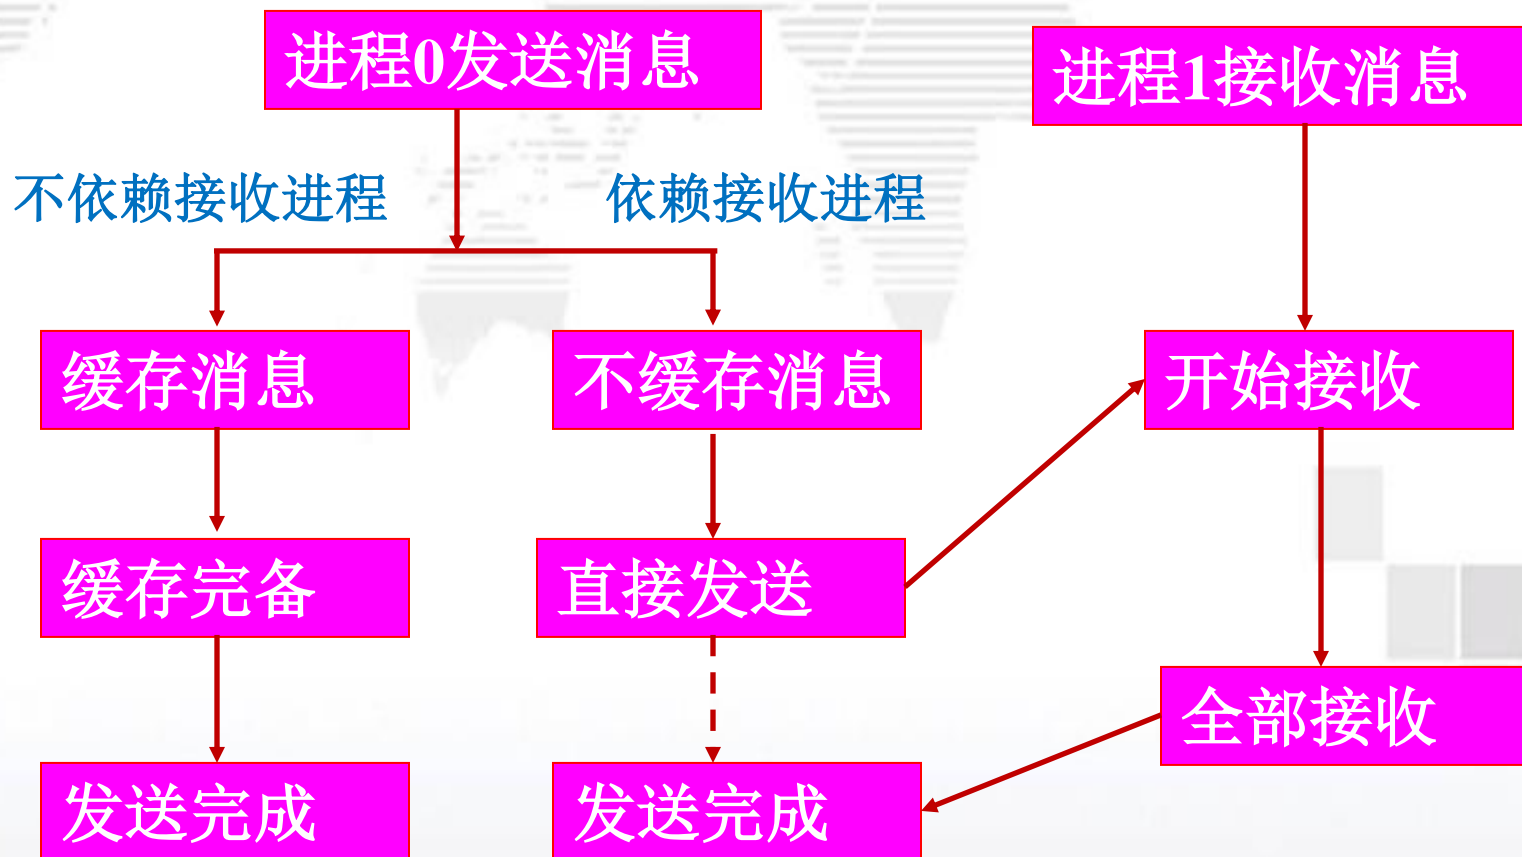 进程0发送消息
进程1接收消息
不依赖接收进程
依赖接收进程
缓存消息
不缓存消息
开始接收
缓存完备
直接发送
全部接收
发送完成
发送完成